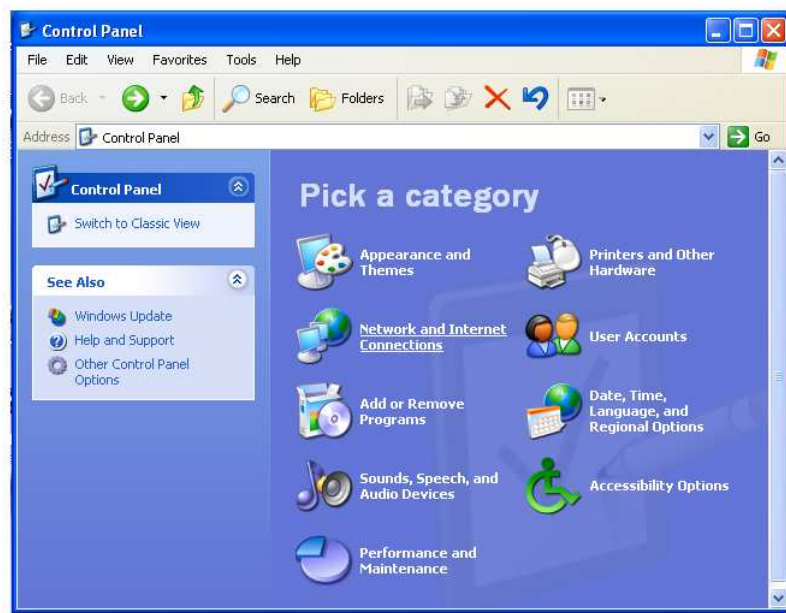 Control Panel
File Edit View Favorites Tools Help
Back Search Folders
Address Control Panel Go
Control Panel
Switch to Classic View
See Also
Windows Update
Help and Support
Other Control Panel
Options
Pick a category
Appearance and
Themes
Printers and Other
Hardware
Network and Internet
Connections
User Accounts
Add or Remove
Programs
Date, Time,
Language, and
Regional Options
Sounds, Speech, and
Audio Devices
Accessibility Options
Performance and
Maintenance